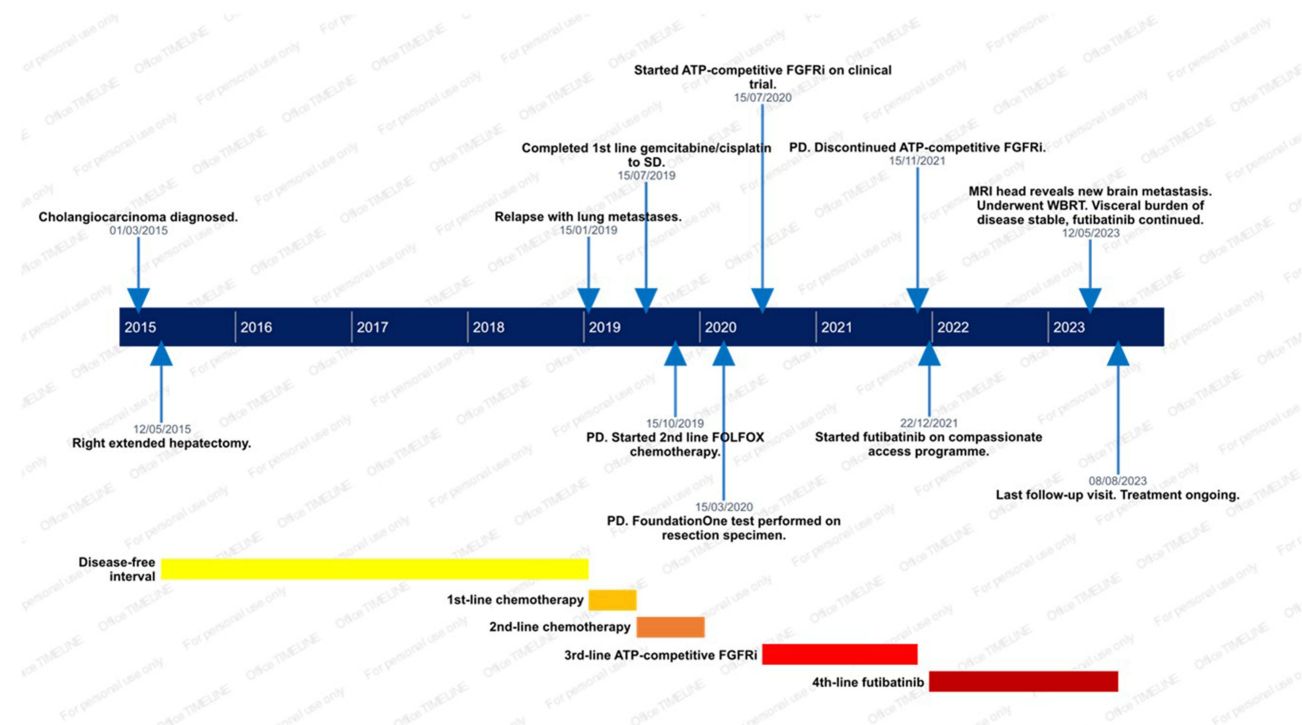 Started ATP-competitive FGFRi on clinical
trial.
15/07/2020
Completed 1st line gemcitabine/cisplatin
to SD.
15/07/2019
PD. Discontinued ATP-competitive FGFRi.
15/11/2021
MRI head reveals new brain metastasis.
Underwent WBRT. Visceral burden of
disease stable, futibatinib continued.
12/05/2023
Cholangiocarcinoma diagnosed.
01/03/2015
Relapse with lung metastases.
15/01/2019
2015 2016 2017 2018 2019 2020 2021 2022 2023
12/05/2015
Right extended hepatectomy.
15/10/2019
PD. Started 2nd line FOLFOX
chemotherapy.
22/12/2021
Started futibatinib on compassionate
access programme.
08/08/2023
Last follow-up visit. Treatment ongoing.
15/03/2020
PD. FoundationOne test performed on
resection specimen.
Disease-free
interval
1st-line chemotherapy
2nd-line chemotherapy
3rd-line ATP-competitive FGFRi
4th-line futibatinib
For personal use only
Office TIMELINE